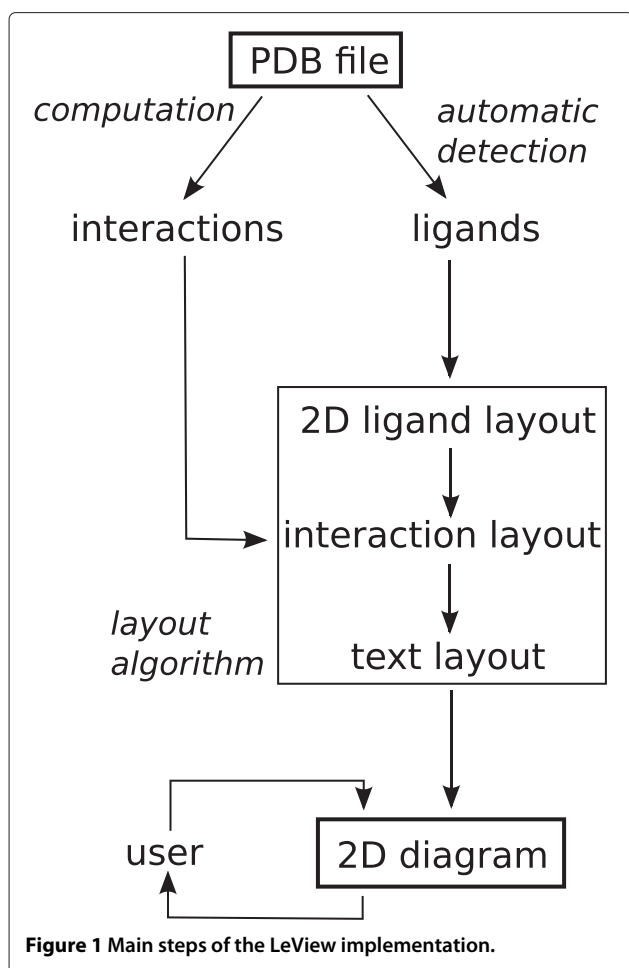 PDB file
computation
automatic
detection
interactions
ligands
2D ligand layout
interaction layout
layout
algorithm
text layout
user
2D diagram
Figure 1 Main steps of the LeView implementation.